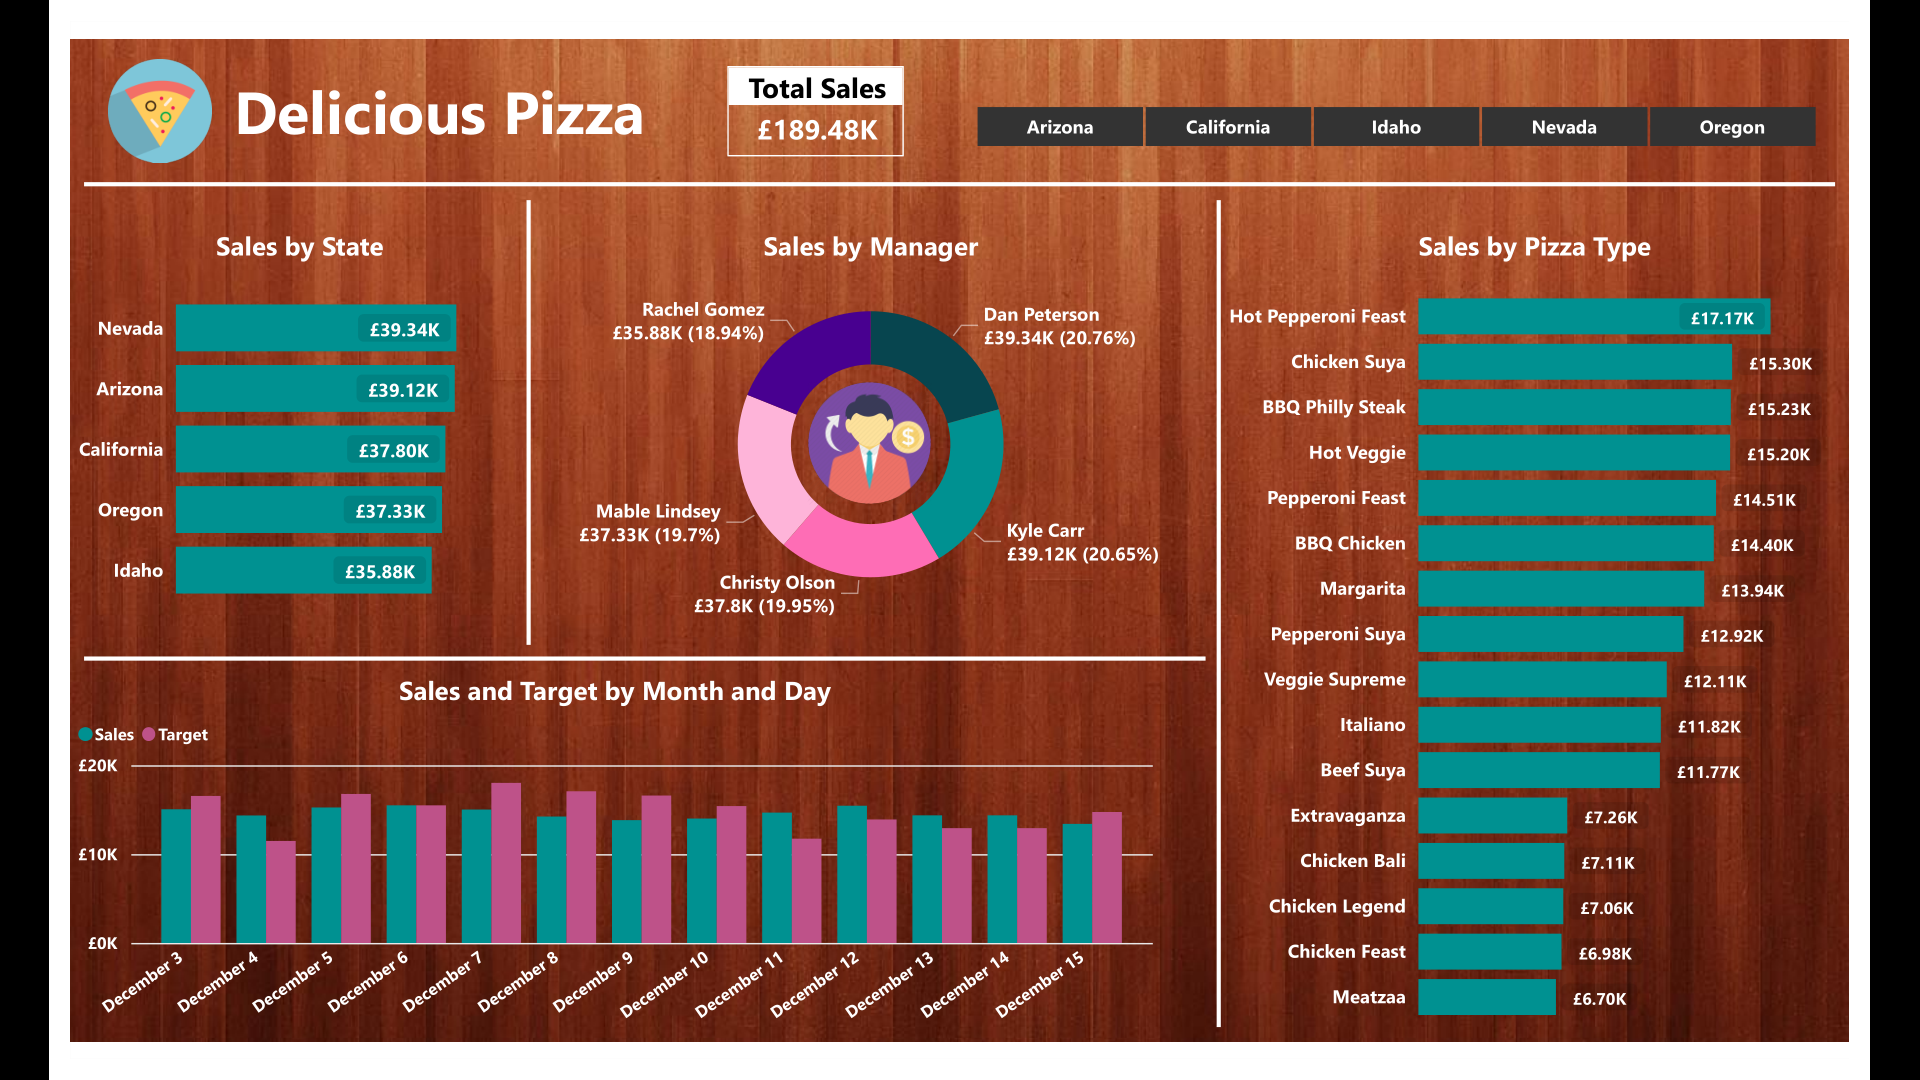 Delicious Pizza
Total Sales
£189.48K
Arizona
California
Idaho
Nevada
Oregon
Sales by State
Nevada £39.34K
Arizona £39.12K
California £37.80K
Oregon £37.33K
Idaho £35.88K
Sales by Manager
Rachel Gomez
£35.88K (18.94%)
Dan Peterson
£39.34K (20.76%)
Mable Lindsey
£37.33K (19.7%)
Kyle Carr
£39.12K (20.65%)
Christy Olson
£37.8K (19.95%)
$
Sales by Pizza Type
Hot Pepperoni Feast £17.17K
Chicken Suya £15.30K
BBQ Philly Steak £15.23K
Hot Veggie £15.20K
Pepperoni Feast £14.51K
BBQ Chicken £14.40K
Margarita £13.94K
Pepperoni Suya £12.92K
Veggie Supreme £12.11K
Italiano £11.82K
Beef Suya £11.77K
Extravaganza £7.26K
Chicken Bali £7.11K
Chicken Legend £7.06K
Chicken Feast £6.98K
Meatzaa £6.70K
Sales and Target by Month and Day
Sales Target
£20K
£10K
£0K
December 3
December 4
December 5
December 6
December 7
December 8
December 9
December 10
December 11
December 12
December 13
December 14
December 15